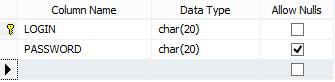 Column Name Data Type Allow Nulls
LOGIN char(20)
PASSWORD char(20)